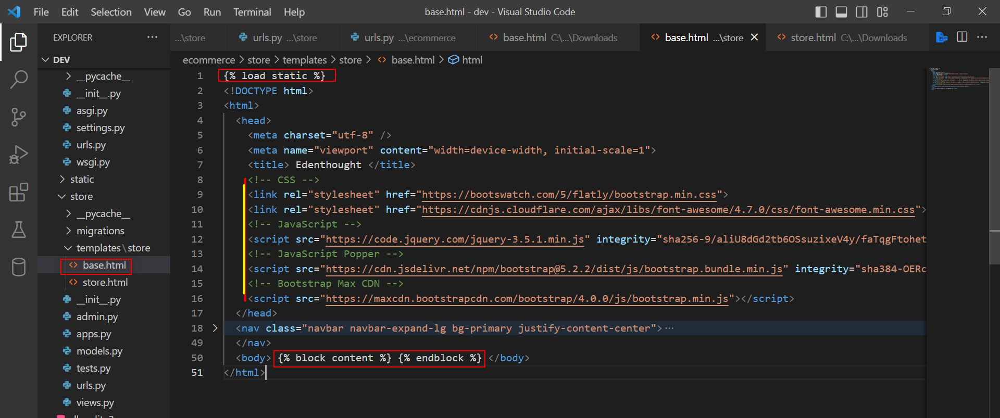 File Edit Selection View Go Run Terminal Help base.html - dev - Visual Studio Code
EXPLORER
...\store urls.py ...\store urls.py ...\ecommerce base.html C:\...\Downloads base.html ...\store store.html C:\...\Downloads
DEV
ecommerce > store > templates > store > base.html > html
__pycache__
__init__.py
asgi.py
settings.py
urls.py
wsgi.py
static
store
__pycache__
migrations
templates\store
base.html
store.html
__init__.py
admin.py
apps.py
models.py
tests.py
urls.py
views.py
1 {% load static %}
2 <!DOCTYPE html>
3 <html>
4 <head>
5 <meta charset="utf-8" />
6 <meta name="viewport" content="width=device-width, initial-scale=1">
7 <title> Edenthought </title>
8 <!-- CSS -->
9 <link rel="stylesheet" href="https://bootswatch.com/5/flatly/bootstrap.min.css">
10 <link rel="stylesheet" href="https://cdnjs.cloudflare.com/ajax/libs/font-awesome/4.7.0/css/font-awesome.min.css">
11 <!-- JavaScript -->
12 <script src="https://code.jquery.com/jquery-3.5.1.min.js" integrity="sha256-9/aliU8dGd2tb6OSsuzixeV4y/faTqgFtohet
13 <!-- JavaScript Popper -->
14 <script src="https://cdn.jsdelivr.net/npm/bootstrap@5.2.2/dist/js/bootstrap.bundle.min.js" integrity="sha384-OERc
15 <!-- Bootstrap Max CDN -->
16 <script src="https://maxcdn.bootstrapcdn.com/bootstrap/4.0.0/js/bootstrap.min.js"></script>
17 </head>
18 <nav class="navbar navbar-expand-lg bg-primary justify-content-center">...
49 </nav>
50 <body> {% block content %} {% endblock %} </body>
51 </html>